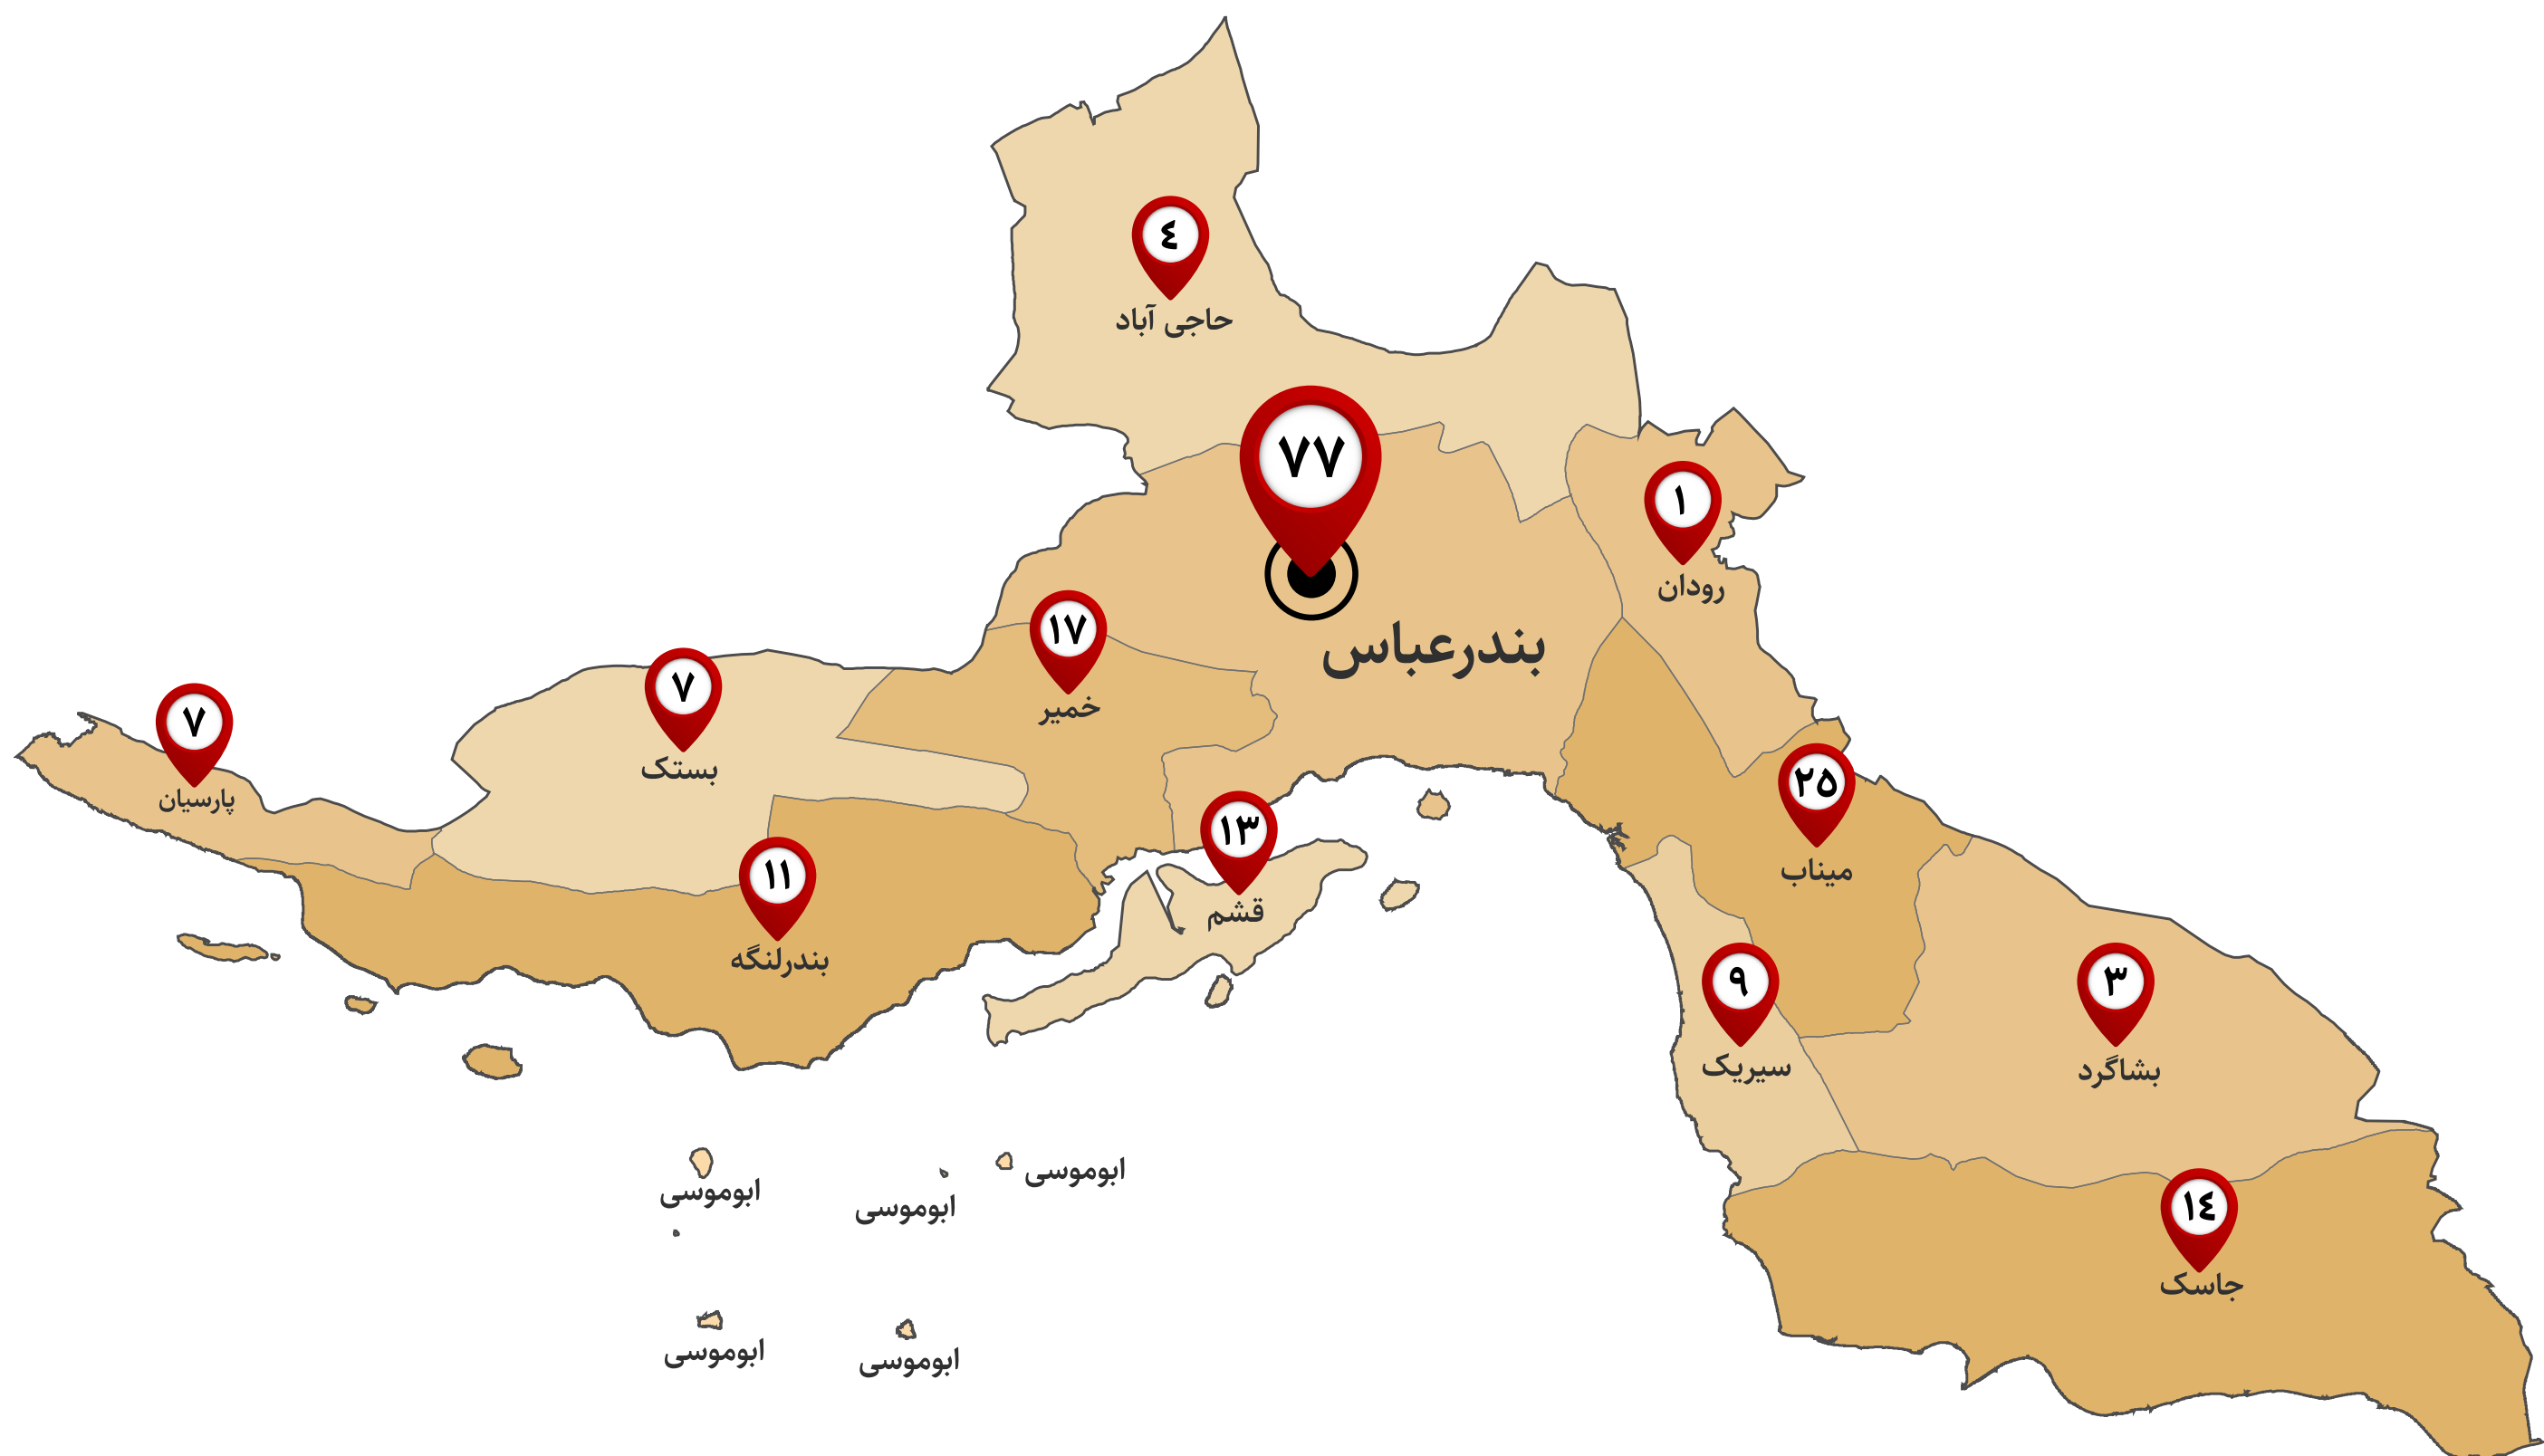 ٤
حاجی آباد
٧٧
بندرعباس
١
رودان
١٧
خمیر
٧
بستک
٧
پارسیان
٢٥
میناب
١٣
قشم
١١
بندرلنگه
٩
سیریک
٣
بشاگرد
ابوموسی
ابوموسی
ابوموسی
١٤
جاسک
ابوموسی
ابوموسی